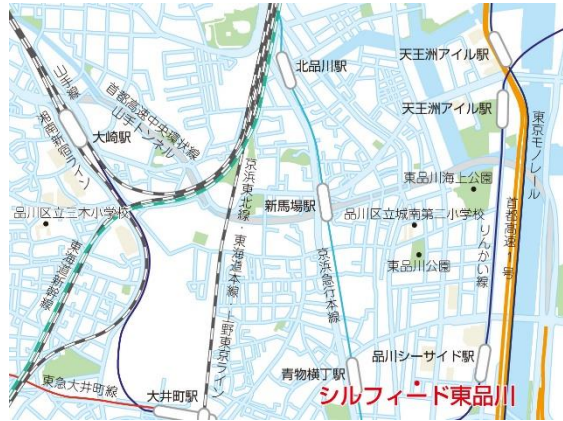 北品川駅
天王洲アイル駅
山手線
首都高速中央環状線
山手トンネル
天王洲アイル駅
大崎駅
湘南新宿ライン
東京モノレール
京浜東北線・東海道本線・上野東京ライン
東品川海上公園
新馬場駅
品川区立三木小学校
品川区立城南第二小学校
首都高速1号
りんかい線
東海道新幹線
京浜急行本線
東品川公園
品川シーサイド駅
青物横丁駅
東急大井町線
大井町駅
シルフィード東品川